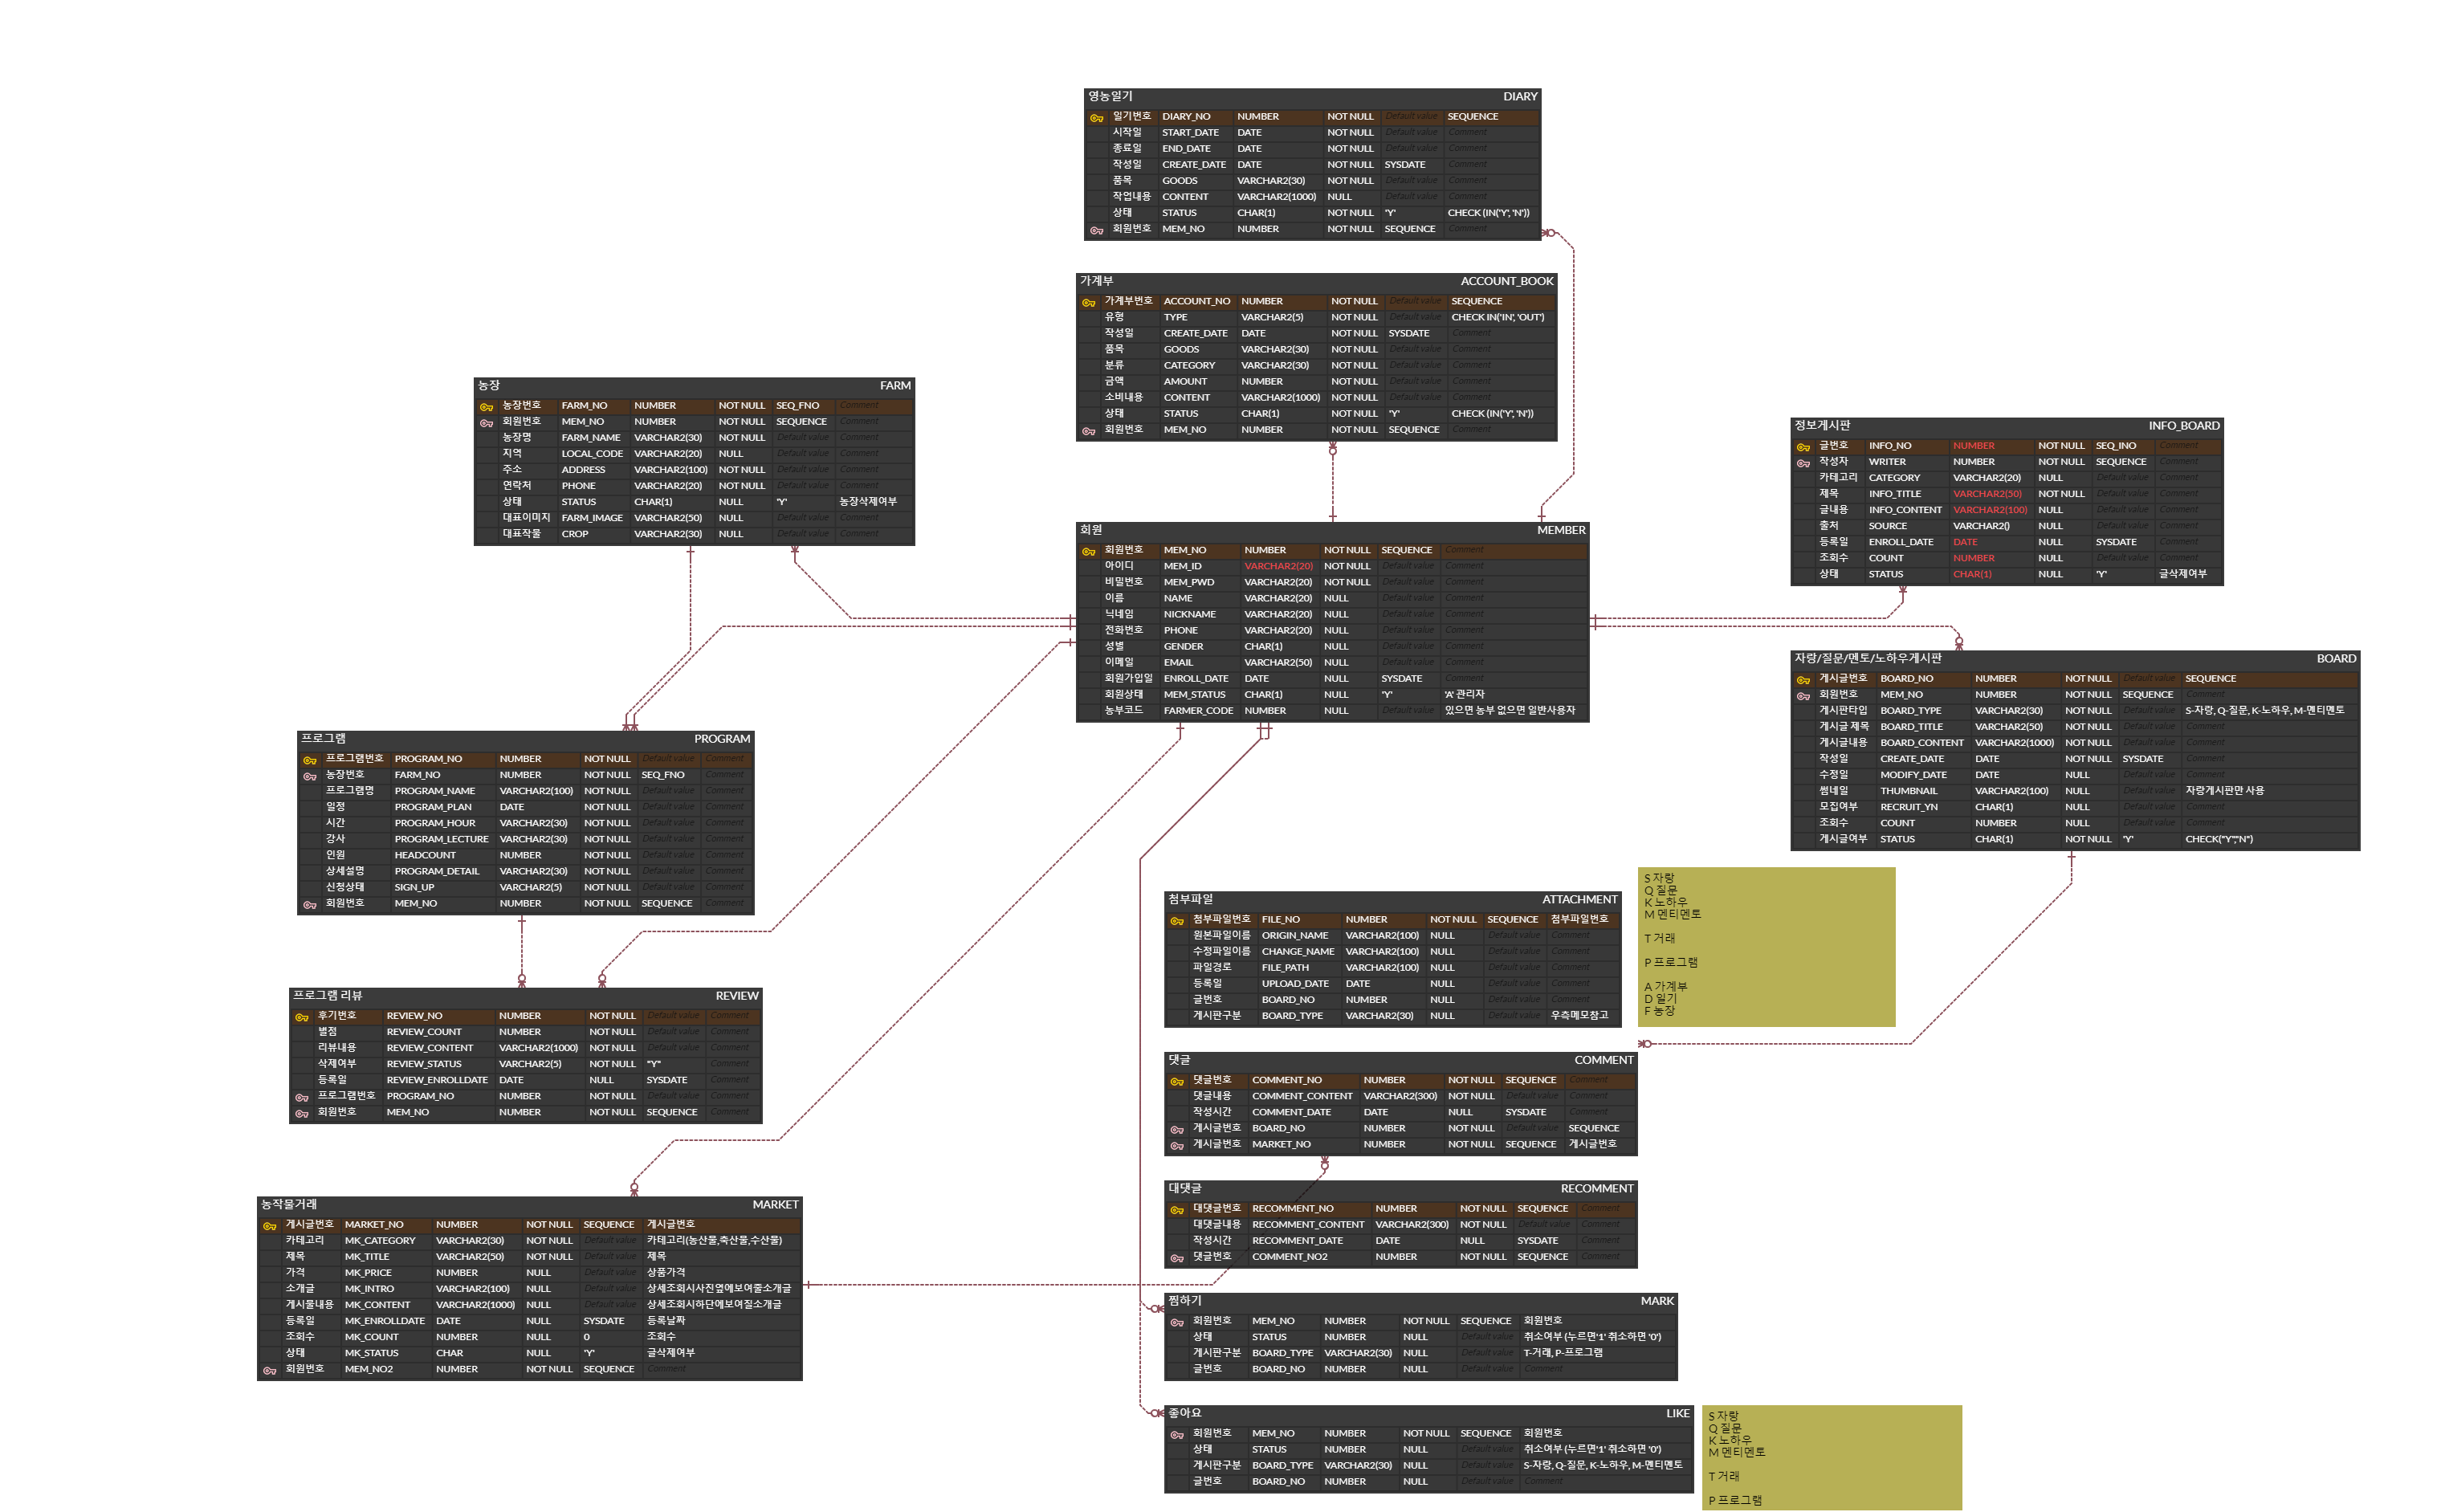 영농일기 DIARY
일기번호 DIARY_NO NUMBER NOT NULL Default value SEQUENCE
시작일 START_DATE DATE NOT NULL Default value Comment
종료일 END_DATE DATE NOT NULL Default value Comment
작성일 CREATE_DATE DATE NOT NULL SYSDATE Comment
품목 GOODS VARCHAR2(30) NOT NULL Default value Comment
작업내용 CONTENT VARCHAR2(1000) NULL Default value Comment
상태 STATUS CHAR(1) NOT NULL 'Y' CHECK (IN('Y', 'N'))
회원번호 MEM_NO NUMBER NOT NULL SEQUENCE Comment
가계부 ACCOUNT_BOOK
가계부번호 ACCOUNT_NO NUMBER NOT NULL Default value SEQUENCE
유형 TYPE VARCHAR2(5) NOT NULL Default value CHECK IN('IN', 'OUT')
작성일 CREATE_DATE DATE NOT NULL SYSDATE Comment
품목 GOODS VARCHAR2(30) NOT NULL Default value Comment
분류 CATEGORY VARCHAR2(30) NOT NULL Default value Comment
금액 AMOUNT NUMBER NOT NULL Default value Comment
소비내용 CONTENT VARCHAR2(1000) NOT NULL Default value Comment
상태 STATUS CHAR(1) NOT NULL 'Y' CHECK (IN('Y', 'N'))
회원번호 MEM_NO NUMBER NOT NULL SEQUENCE Comment
농장 FARM
농장번호 FARM_NO NUMBER NOT NULL SEQ_FNO Comment
회원번호 MEM_NO NUMBER NOT NULL SEQUENCE Comment
농장명 FARM_NAME VARCHAR2(30) NOT NULL Default value Comment
지역 LOCAL_CODE VARCHAR2(20) NULL Default value Comment
주소 ADDRESS VARCHAR2(100) NOT NULL Default value Comment
연락처 PHONE VARCHAR2(20) NOT NULL Default value Comment
상태 STATUS CHAR(1) NULL 'Y' 농장삭제여부
대표이미지 FARM_IMAGE VARCHAR2(50) NULL Default value Comment
대표작물 CROP VARCHAR2(30) NULL Default value Comment
정보게시판 INFO_BOARD
글번호 INFO_NO NUMBER NOT NULL SEQ_INO Comment
작성자 WRITER NUMBER NOT NULL SEQUENCE Comment
카테고리 CATEGORY VARCHAR2(20) NULL Default value Comment
제목 INFO_TITLE VARCHAR2(50) NOT NULL Default value Comment
글내용 INFO_CONTENT VARCHAR2(100) NULL Default value Comment
출처 SOURCE VARCHAR2() NULL Default value Comment
등록일 ENROLL_DATE DATE NULL SYSDATE Comment
조회수 COUNT NUMBER NULL Default value Comment
상태 STATUS CHAR(1) NULL 'Y' 글삭제여부
회원 MEMBER
회원번호 MEM_NO NUMBER NOT NULL SEQUENCE Comment
아이디 MEM_ID VARCHAR2(20) NOT NULL Default value Comment
비밀번호 MEM_PWD VARCHAR2(20) NOT NULL Default value Comment
이름 NAME VARCHAR2(20) NULL Default value Comment
닉네임 NICKNAME VARCHAR2(20) NULL Default value Comment
전화번호 PHONE VARCHAR2(20) NULL Default value Comment
성별 GENDER CHAR(1) NULL Default value Comment
이메일 EMAIL VARCHAR2(50) NULL Default value Comment
회원가입일 ENROLL_DATE DATE NULL SYSDATE Comment
회원상태 MEM_STATUS CHAR(1) NULL 'Y' 'A' 관리자
농부코드 FARMER_CODE NUMBER NULL Default value 있으면 농부 없으면 일반사용자
자랑/질문/멘토/노하우게시판 BOARD
게시글번호 BOARD_NO NUMBER NOT NULL Default value SEQUENCE
회원번호 MEM_NO NUMBER NOT NULL SEQUENCE Comment
게시판타입 BOARD_TYPE VARCHAR2(30) NOT NULL Default value S-자랑, Q-질문, K-노하우, M-멘티멘토
게시글 제목 BOARD_TITLE VARCHAR2(50) NOT NULL Default value Comment
게시글내용 BOARD_CONTENT VARCHAR2(1000) NOT NULL Default value Comment
작성일 CREATE_DATE DATE NOT NULL SYSDATE Comment
수정일 MODIFY_DATE DATE NULL Default value Comment
썸네일 THUMBNAIL VARCHAR2(100) NULL Default value 자랑게시판만 사용
모집여부 RECRUIT_YN CHAR(1) NULL Default value Comment
조회수 COUNT NUMBER NULL Default value Comment
게시글여부 STATUS CHAR(1) NOT NULL 'Y' CHECK("Y","N")
프로그램 PROGRAM
프로그램번호 PROGRAM_NO NUMBER NOT NULL Default value Comment
농장번호 FARM_NO NUMBER NOT NULL SEQ_FNO Comment
프로그램명 PROGRAM_NAME VARCHAR2(100) NOT NULL Default value Comment
일정 PROGRAM_PLAN DATE NOT NULL Default value Comment
시간 PROGRAM_HOUR VARCHAR2(30) NOT NULL Default value Comment
강사 PROGRAM_LECTURE VARCHAR2(30) NOT NULL Default value Comment
인원 HEADCOUNT NUMBER NOT NULL Default value Comment
상세설명 PROGRAM_DETAIL VARCHAR2(30) NOT NULL Default value Comment
신청상태 SIGN_UP VARCHAR2(5) NOT NULL Default value Comment
회원번호 MEM_NO NUMBER NOT NULL SEQUENCE Comment
첨부파일 ATTACHMENT
첨부파일번호 FILE_NO NUMBER NOT NULL SEQUENCE 첨부파일번호
원본파일이름 ORIGIN_NAME VARCHAR2(100) NULL Default value Comment
수정파일이름 CHANGE_NAME VARCHAR2(100) NULL Default value Comment
파일경로 FILE_PATH VARCHAR2(100) NULL Default value Comment
등록일 UPLOAD_DATE DATE NULL Default value Comment
글번호 BOARD_NO NUMBER NULL Default value Comment
게시판구분 BOARD_TYPE VARCHAR2(30) NULL Default value 우측메모참고
S 자랑
Q 질문
K 노하우
M 멘티멘토
T 거래
P 프로그램
A 가계부
D 일기
F 농장
프로그램 리뷰 REVIEW
후기번호 REVIEW_NO NUMBER NOT NULL Default value Comment
별점 REVIEW_COUNT NUMBER NOT NULL Default value Comment
리뷰내용 REVIEW_CONTENT VARCHAR2(1000) NOT NULL Default value Comment
삭제여부 REVIEW_STATUS VARCHAR2(5) NOT NULL "Y" Comment
등록일 REVIEW_ENROLLDATE DATE NULL SYSDATE Comment
프로그램번호 PROGRAM_NO NUMBER NOT NULL Default value Comment
회원번호 MEM_NO NUMBER NOT NULL SEQUENCE Comment
댓글 COMMENT
댓글번호 COMMENT_NO NUMBER NOT NULL SEQUENCE Comment
댓글내용 COMMENT_CONTENT VARCHAR2(300) NOT NULL Default value Comment
작성시간 COMMENT_DATE DATE NULL SYSDATE Comment
게시글번호 BOARD_NO NUMBER NOT NULL Default value SEQUENCE
게시글번호 MARKET_NO NUMBER NOT NULL SEQUENCE 게시글번호
대댓글 RECOMMENT
대댓글번호 RECOMMENT_NO NUMBER NOT NULL SEQUENCE Comment
대댓글내용 RECOMMENT_CONTENT VARCHAR2(300) NOT NULL Default value Comment
작성시간 RECOMMENT_DATE DATE NULL SYSDATE Comment
댓글번호 COMMENT_NO2 NUMBER NOT NULL SEQUENCE Comment
농작물거래 MARKET
게시글번호 MARKET_NO NUMBER NOT NULL SEQUENCE 게시글번호
카테고리 MK_CATEGORY VARCHAR2(30) NOT NULL Default value 카테고리(농산물,축산물,수산물)
제목 MK_TITLE VARCHAR2(50) NOT NULL Default value 제목
가격 MK_PRICE NUMBER NULL Default value 상품가격
소개글 MK_INTRO VARCHAR2(100) NULL Default value 상세조회시사진옆에보여줄소개글
게시물내용 MK_CONTENT VARCHAR2(1000) NULL Default value 상세조회시하단에보여질소개글
등록일 MK_ENROLLDATE DATE NULL SYSDATE 등록날짜
조회수 MK_COUNT NUMBER NULL 0 조회수
상태 MK_STATUS CHAR NULL 'Y' 글삭제여부
회원번호 MEM_NO2 NUMBER NOT NULL SEQUENCE Comment
찜하기 MARK
회원번호 MEM_NO NUMBER NOT NULL SEQUENCE 회원번호
상태 STATUS NUMBER NULL Default value 취소여부 (누르면'1' 취소하면 '0')
게시판구분 BOARD_TYPE VARCHAR2(30) NULL Default value T-거래, P-프로그램
글번호 BOARD_NO NUMBER NULL Default value Comment
좋아요 LIKE
회원번호 MEM_NO NUMBER NOT NULL SEQUENCE 회원번호
상태 STATUS NUMBER NULL Default value 취소여부 (누르면'1' 취소하면 '0')
게시판구분 BOARD_TYPE VARCHAR2(30) NULL Default value S-자랑, Q-질문, K-노하우, M-멘티멘토
글번호 BOARD_NO NUMBER NULL Default value Comment
S 자랑
Q 질문
K 노하우
M 멘티멘토
T 거래
P 프로그램